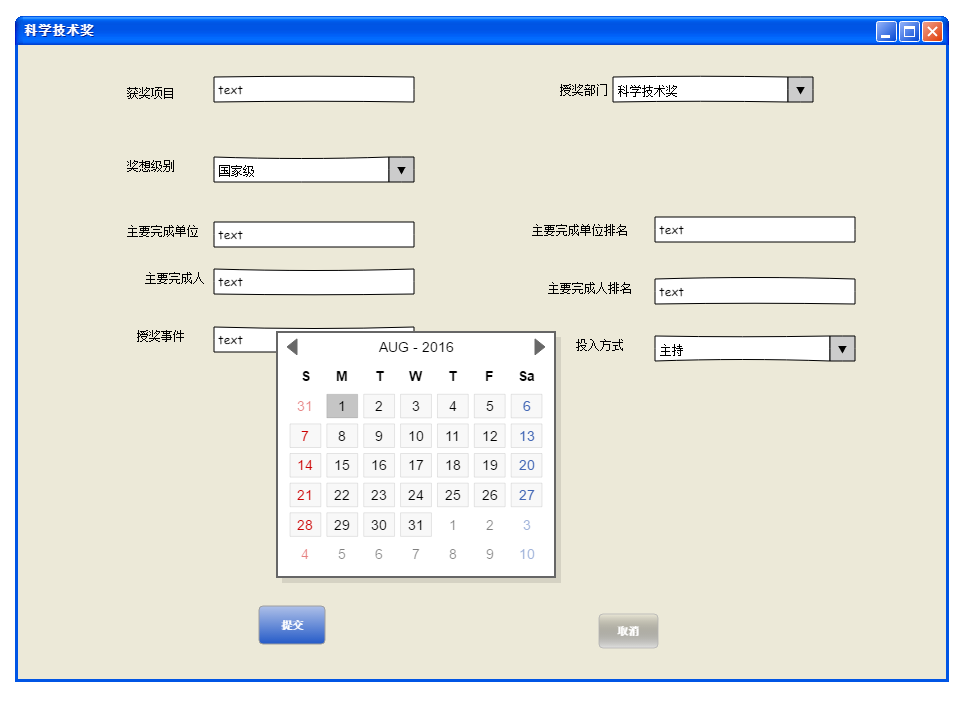 科学技术奖
获奖项目 text 授奖部门 科学技术奖
奖想级别 国家级
主要完成单位 text 主要完成单位排名 text
主要完成人 text 主要完成人排名 text
授奖事件 text 投入方式 主持
AUG - 2016
S M T W T F Sa
31 1 2 3 4 5 6
7 8 9 10 11 12 13
14 15 16 17 18 19 20
21 22 23 24 25 26 27
28 29 30 31 1 2 3
4 5 6 7 8 9 10
提交 取消